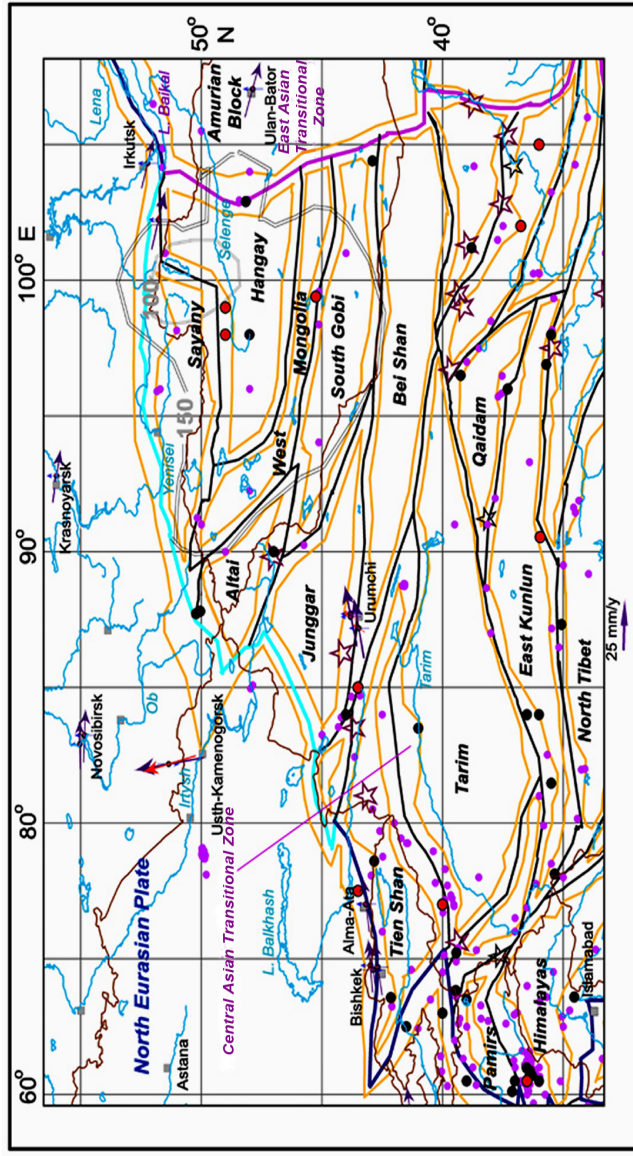 60°
80°
90°
100°
E
50°
N
40°
North Eurasian Plate
Astana
Novosibirsk
Ob
Irtysh
Usth-Kamenogorsk
Krasnoyarsk
Yenisei
Irkutsk
L. Baikal
Lena
Amurian
Block
Ulan-Bator
East Asian
Transitional
Zone
Selenge
100
150
Sayany
Hangay
Mongolia
West
South Gobi
Altai
Junggar
Urumchi
Bei Shan
Central Asian Transitional Zone
L. Balkhash
Alma-Ata
Bishkek
Tien Shan
Tarim
Tarim
Qaidam
East Kunlun
North Tibet
Pamirs
Himalayas
Islamabad
25 mm/y